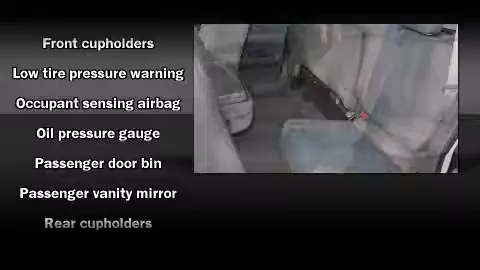 Front cupholders
Low tire pressure warning
Occupant sensing airbag
Oil pressure gauge
Passenger door bin
Passenger vanity mirror
Rear cupholders